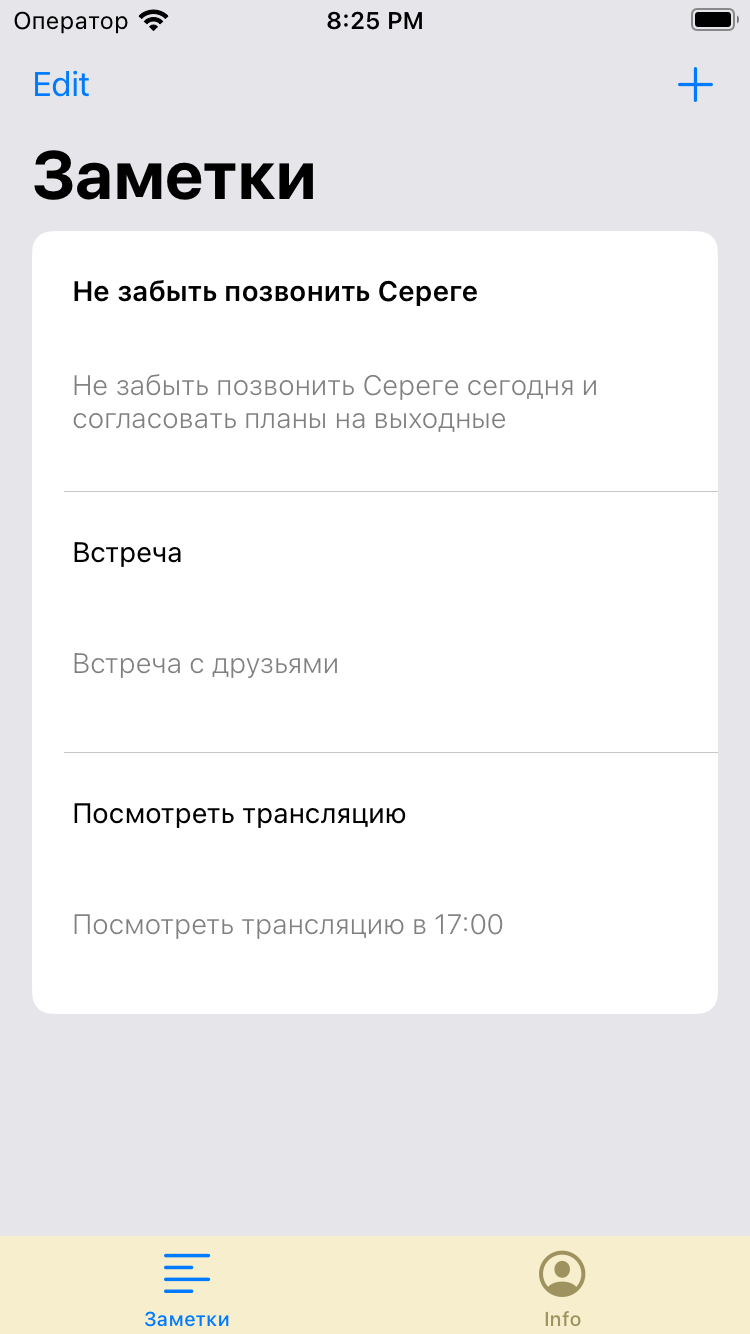 Оператор 8:25 PM
Edit
Заметки
Не забыть позвонить Сереге
Не забыть позвонить Сереге сегодня и
согласовать планы на выходные
Встреча
Встреча с друзьями
Посмотреть трансляцию
Посмотреть трансляцию в 17:00
Заметки Info